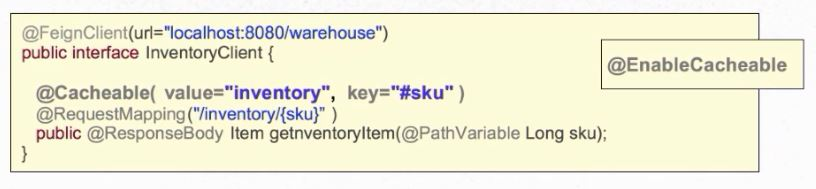 @FeignClient(url="localhost:8080/warehouse")
public interface InventoryClient {
@EnableCacheable
@Cacheable( value="inventory", key="#sku" )
@RequestMapping("/inventory/{sku}" )
public @ResponseBody Item getnventoryItem(@PathVariable Long sku);
}